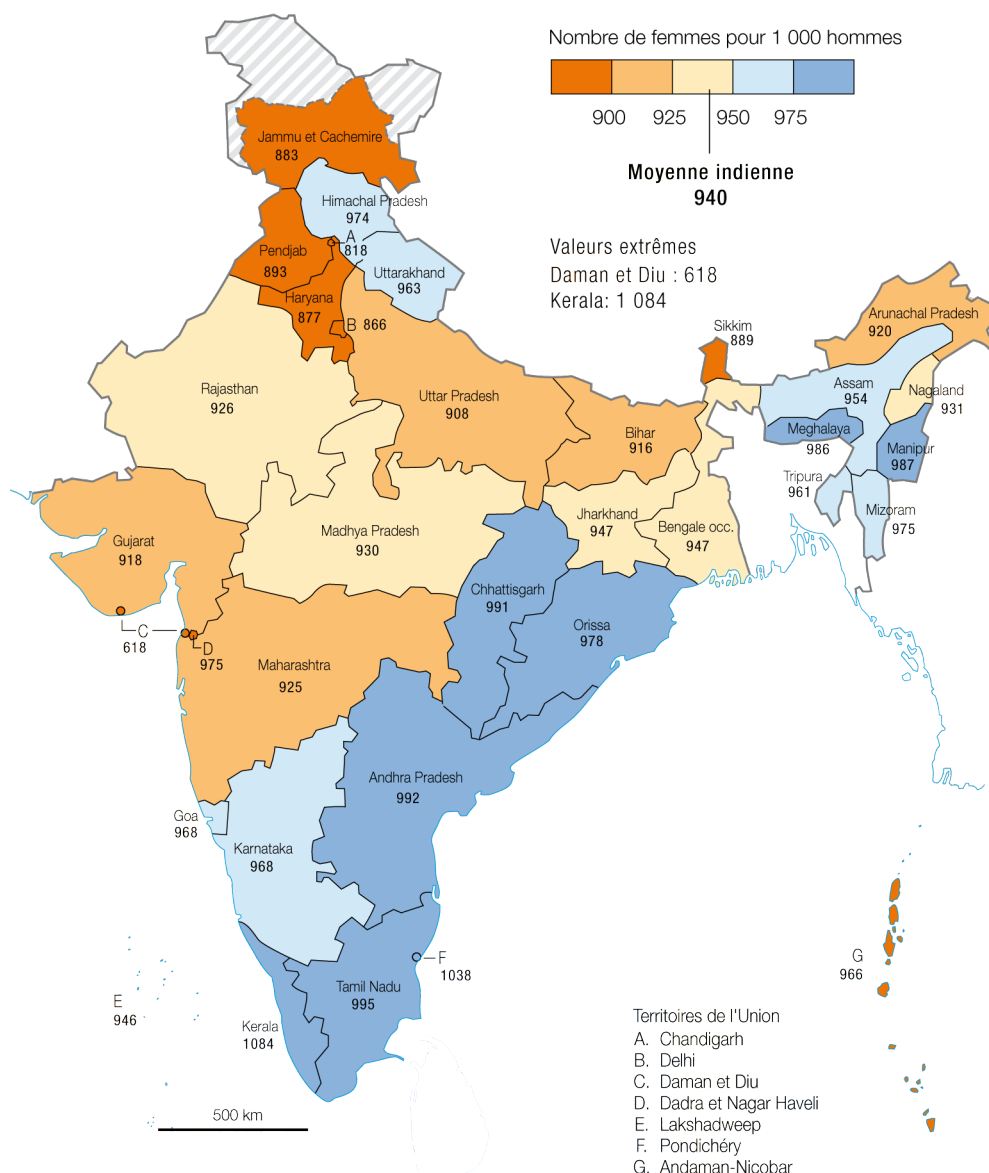 Nombre de femmes pour 1 000 hommes
900 925 950 975
Moyenne indienne
940
Valeurs extrêmes
Daman et Diu : 618
Kerala: 1 084
Jammu et Cachemire
883
Himachal Pradesh
974
A
818
Pendjab
893
Uttarakhand
963
Haryana
877
B
866
Sikkim
889
Arunachal Pradesh
920
Rajasthan
926
Uttar Pradesh
908
Assam
954
Nagaland
931
Bihar
916
Meghalaya
986
Manipur
987
Tripura
961
Mizoram
975
Gujarat
918
Madhya Pradesh
930
Jharkhand
947
Bengale occ.
947
Chhattisgarh
991
Orissa
978
C
618
D
975
Maharashtra
925
Andhra Pradesh
992
Goa
968
Karnataka
968
F
1038
G
966
E
946
Tamil Nadu
995
Kerala
1084
500 km
Territoires de l'Union
A. Chandigarh
B. Delhi
C. Daman et Diu
D. Dadra et Nagar Haveli
E. Lakshadweep
F. Pondichéry
G. Andaman-Nicobar